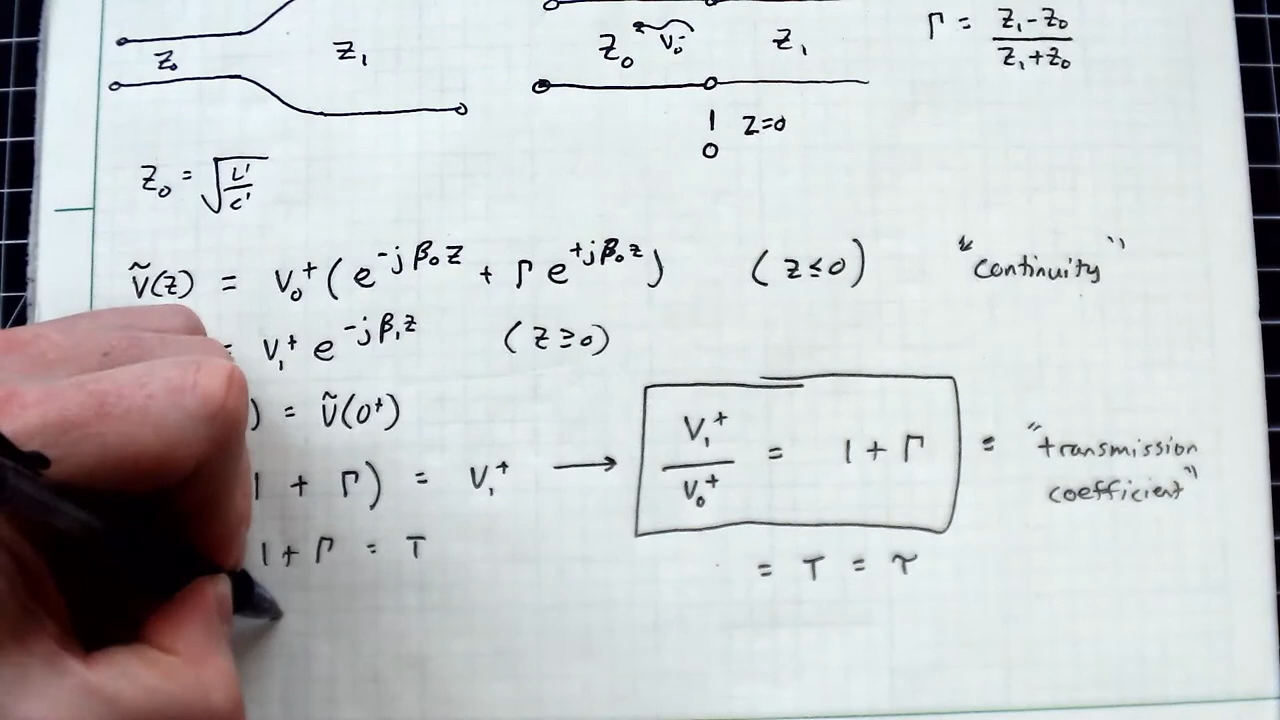 Z₀ Z₁
Z₀ V₀⁻ Z₁
Γ = (Z₁ - Z₀) / (Z₁ + Z₀)
z=0
0
Z₀ = √(L'/C')
Ṽ(z) = V₀⁺ ( e^(-jβ₀z) + Γ e^(+jβ₀z) ) (z ≤ 0) "continuity"
= V₁⁺ e^(-jβ₁z) (z ≥ 0)
) = Ṽ(0⁺)
1 + Γ) = V₁⁺ → V₁⁺ / V₀⁺ = 1 + Γ = "transmission
coefficient"
1 + Γ = T
= T = τ